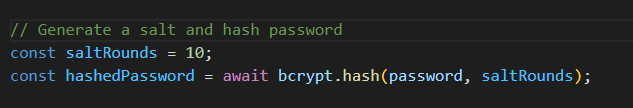 // Generate a salt and hash password
const saltRounds = 10;
const hashedPassword = await bcrypt.hash(password, saltRounds);